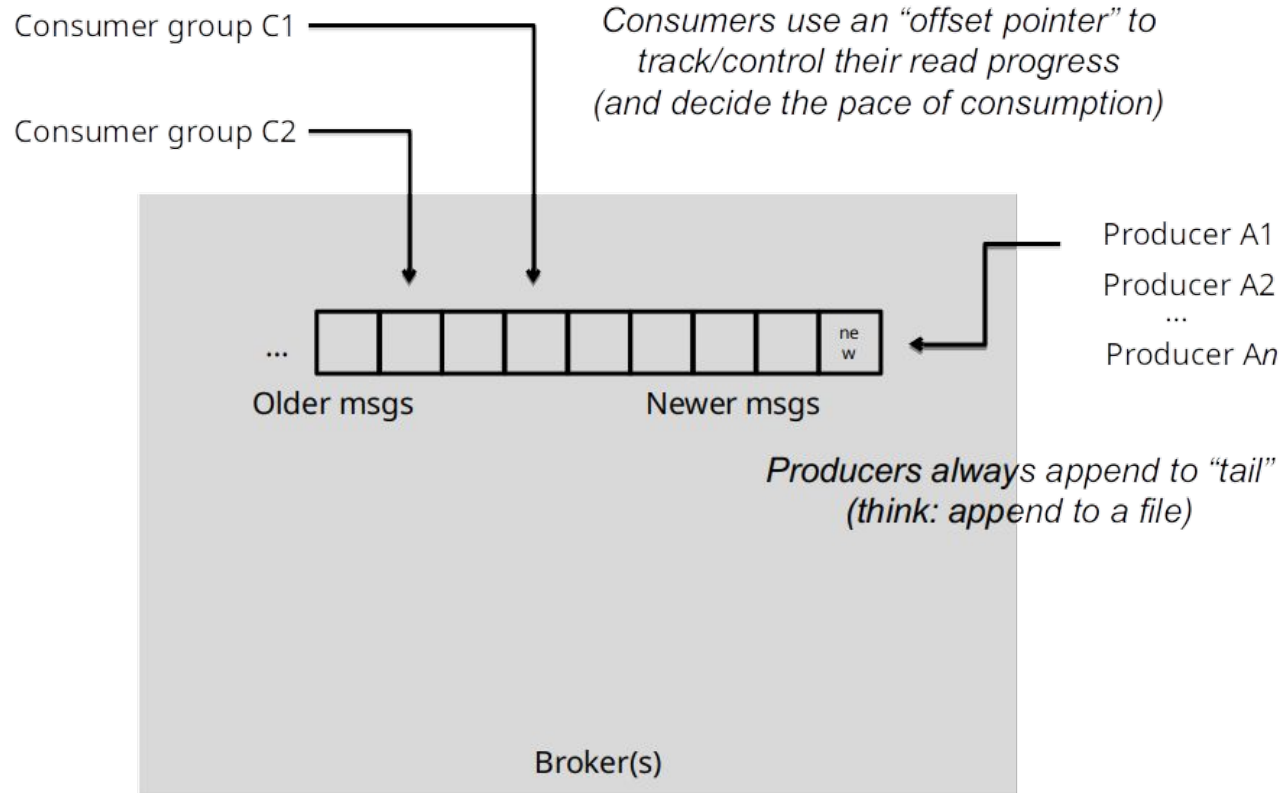 Consumer group C1
Consumers use an “offset pointer” to
track/control their read progress
(and decide the pace of consumption)
Consumer group C2
Producer A1
Producer A2
...
Producer An
ne
w
...
Older msgs
Newer msgs
Producers always append to “tail”
(think: append to a file)
Broker(s)